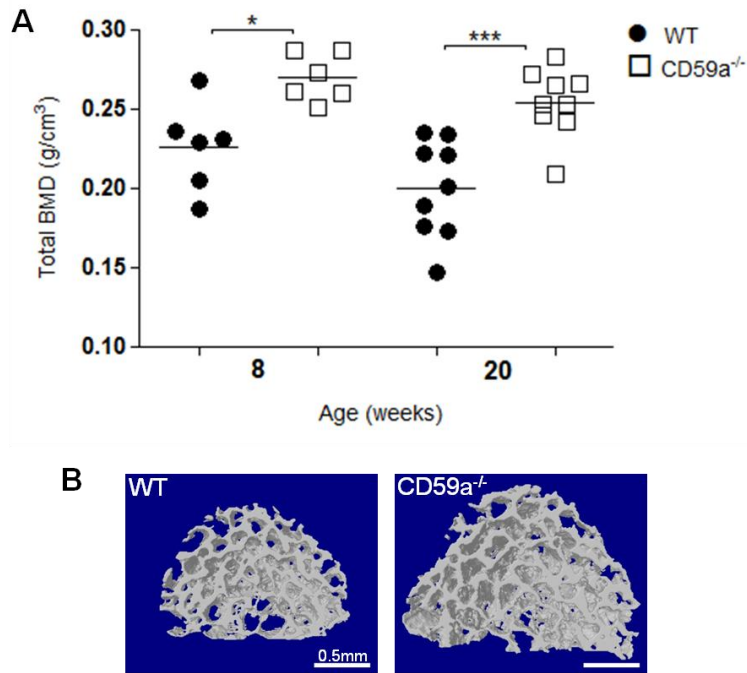 A
Total BMD (g/cm³)
0.30
0.25
0.20
0.15
0.10
*
***
WT
CD59a⁻/⁻
8
20
Age (weeks)
B
WT
CD59a⁻/⁻
0.5mm